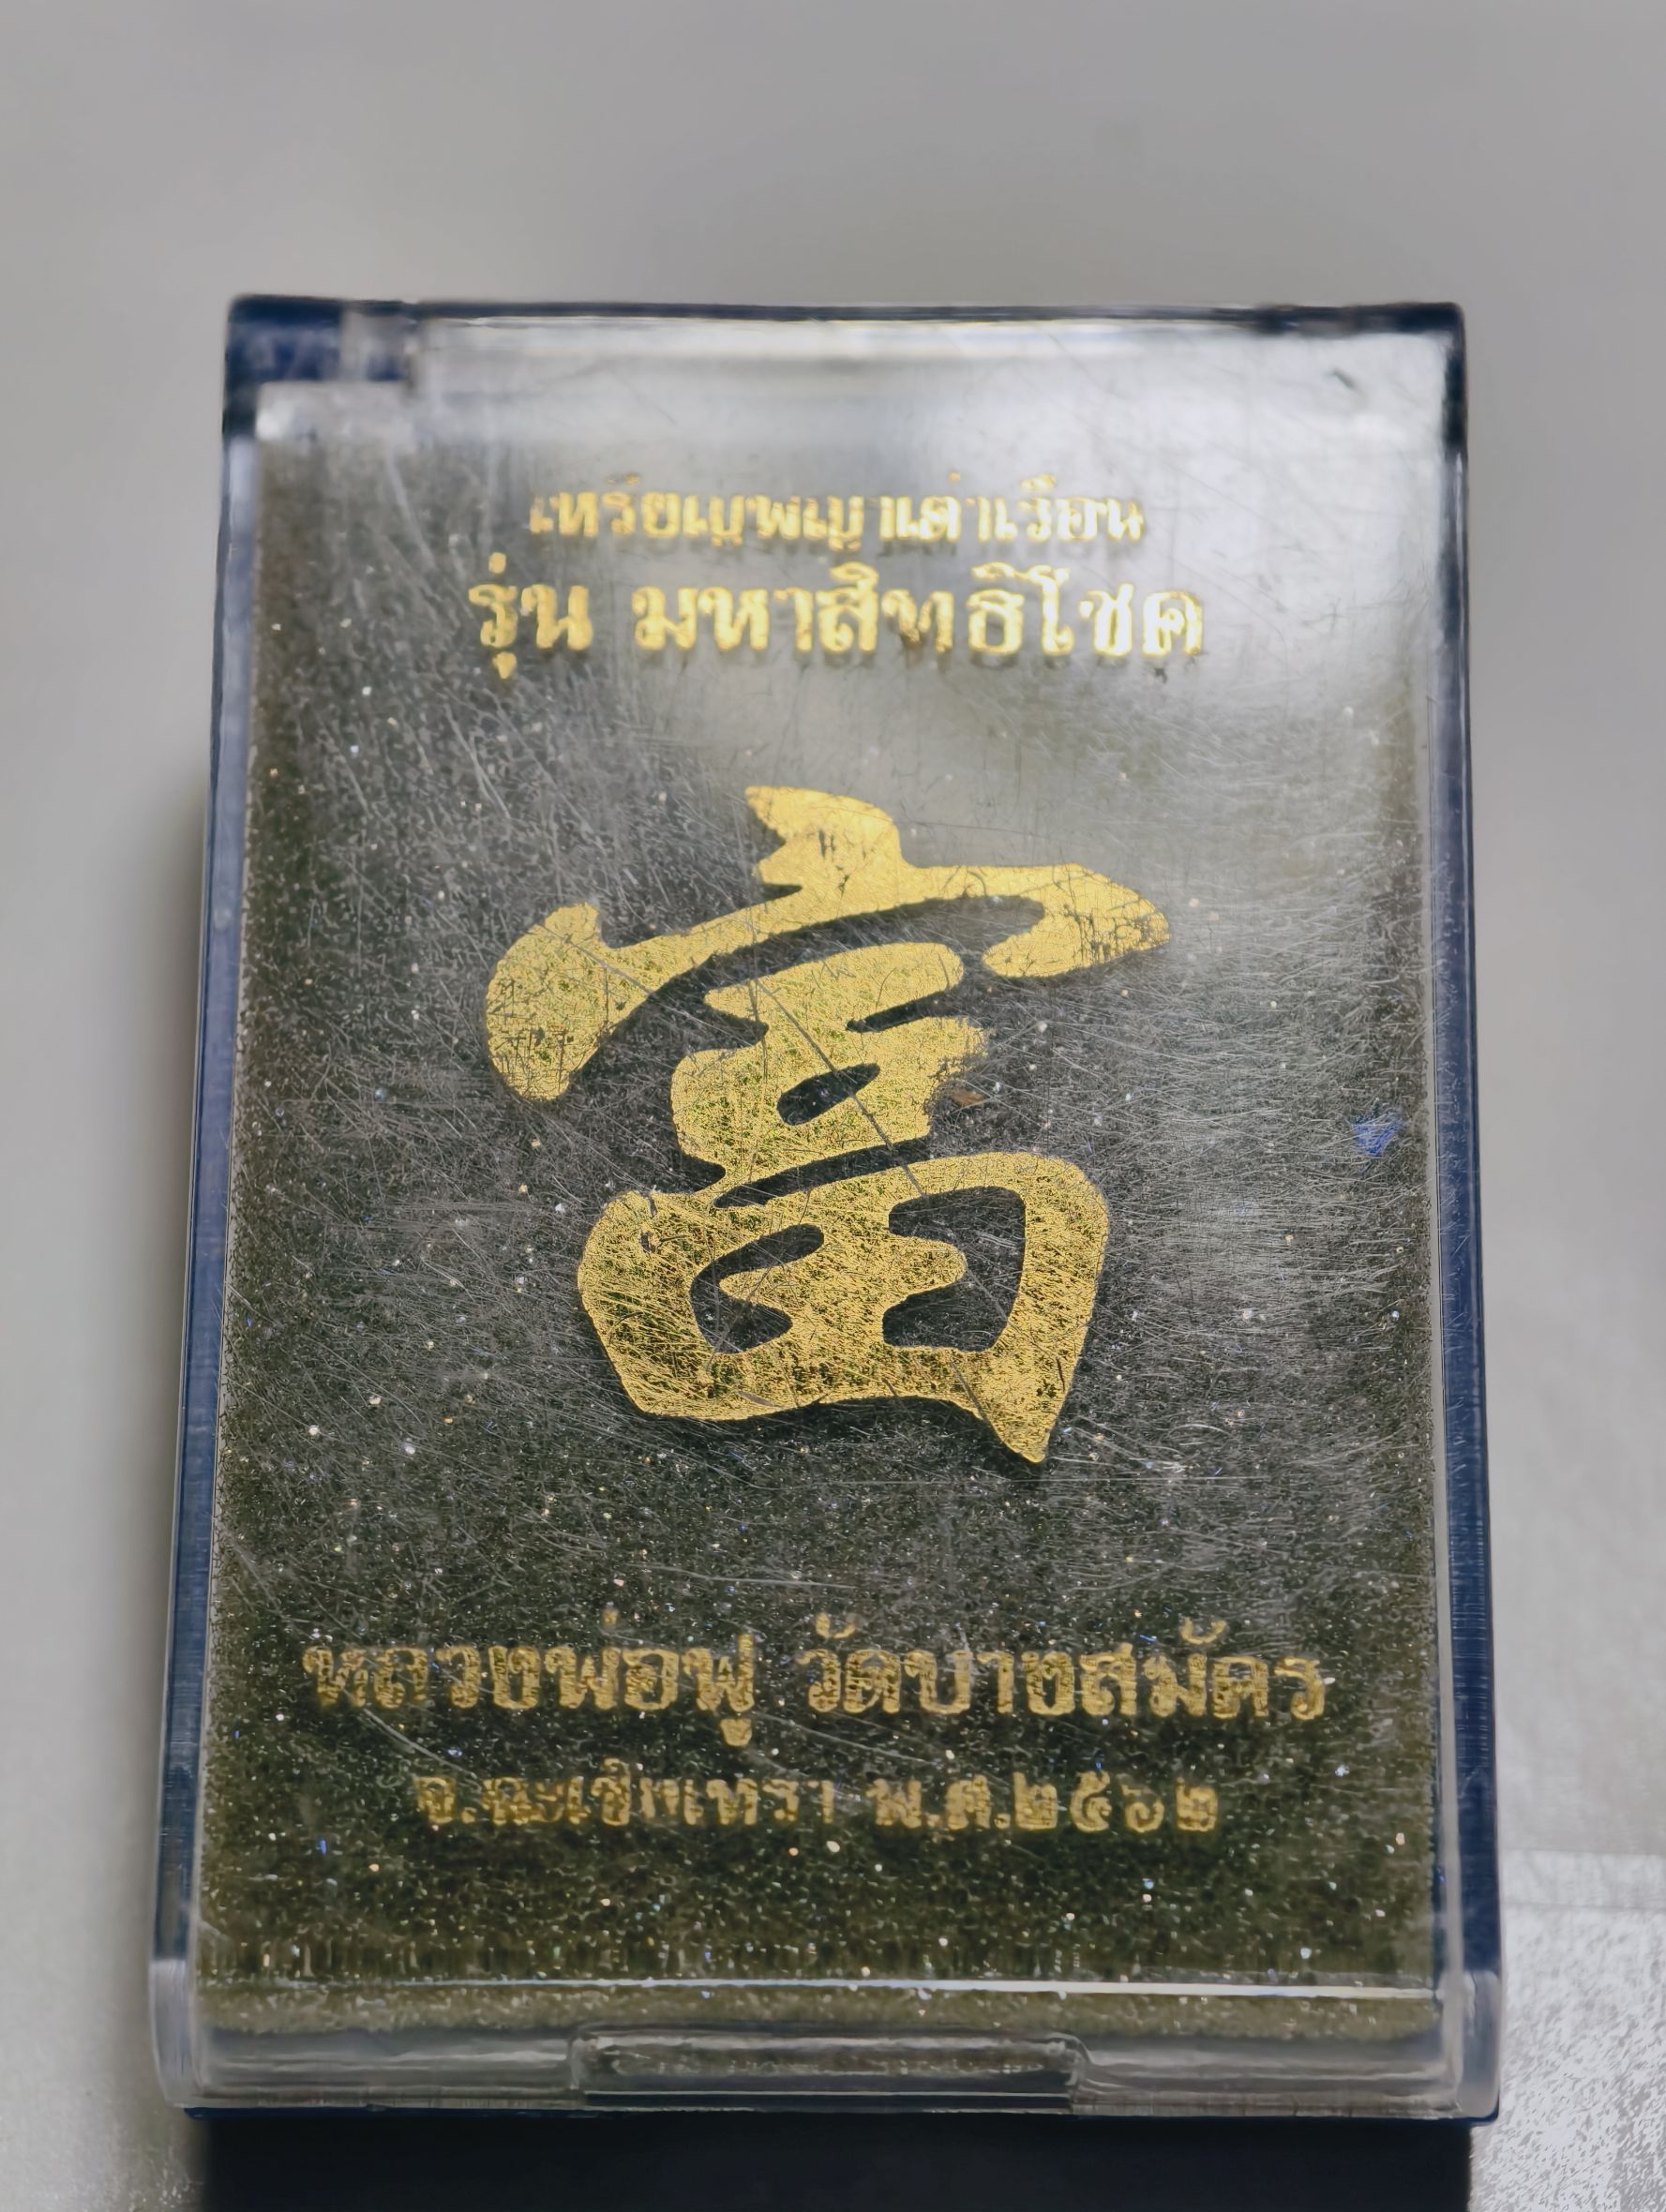 เหรียญพญาเต่าเรือน
รุ่น มหาสิทธิโชค
富
หลวงพ่อฟู วัดบางสมัคร
จ.ฉะเชิงเทรา พ.ศ.๒๕๖๒